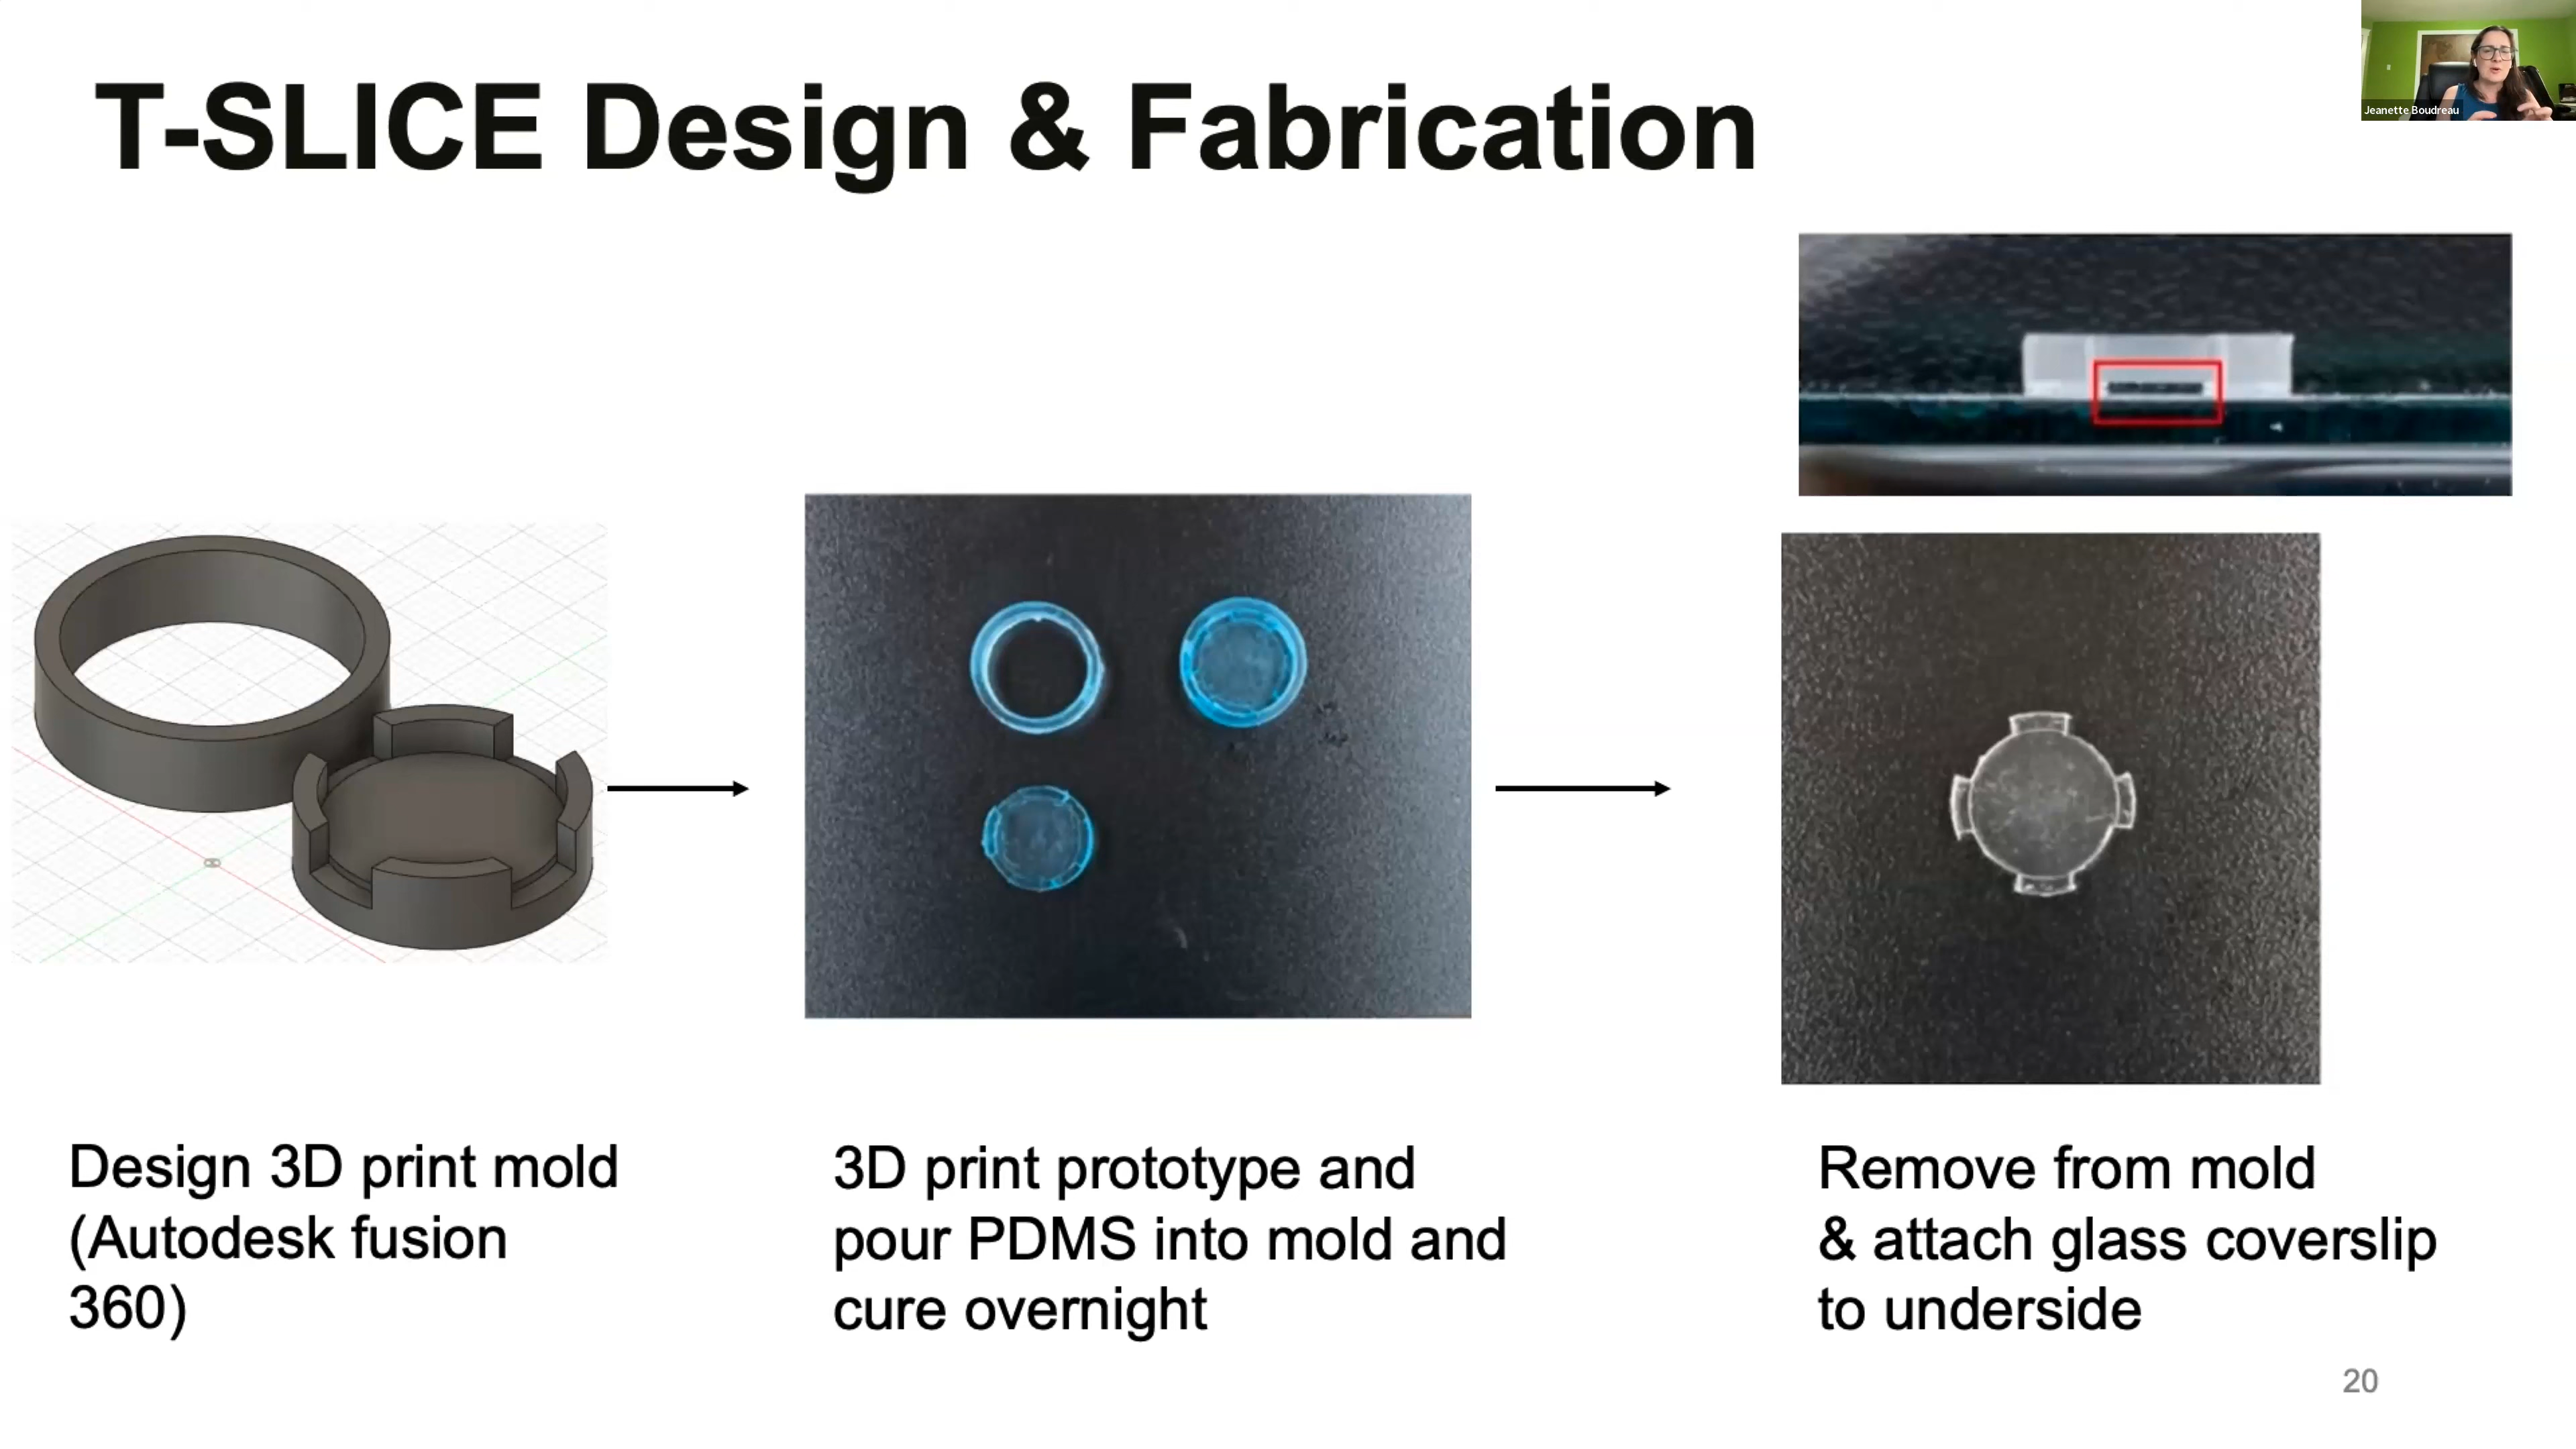 T-SLICE Design & Fabrication
Jeanette Boudreau
Design 3D print mold
(Autodesk fusion
360)
3D print prototype and
pour PDMS into mold and
cure overnight
Remove from mold
& attach glass coverslip
to underside
20